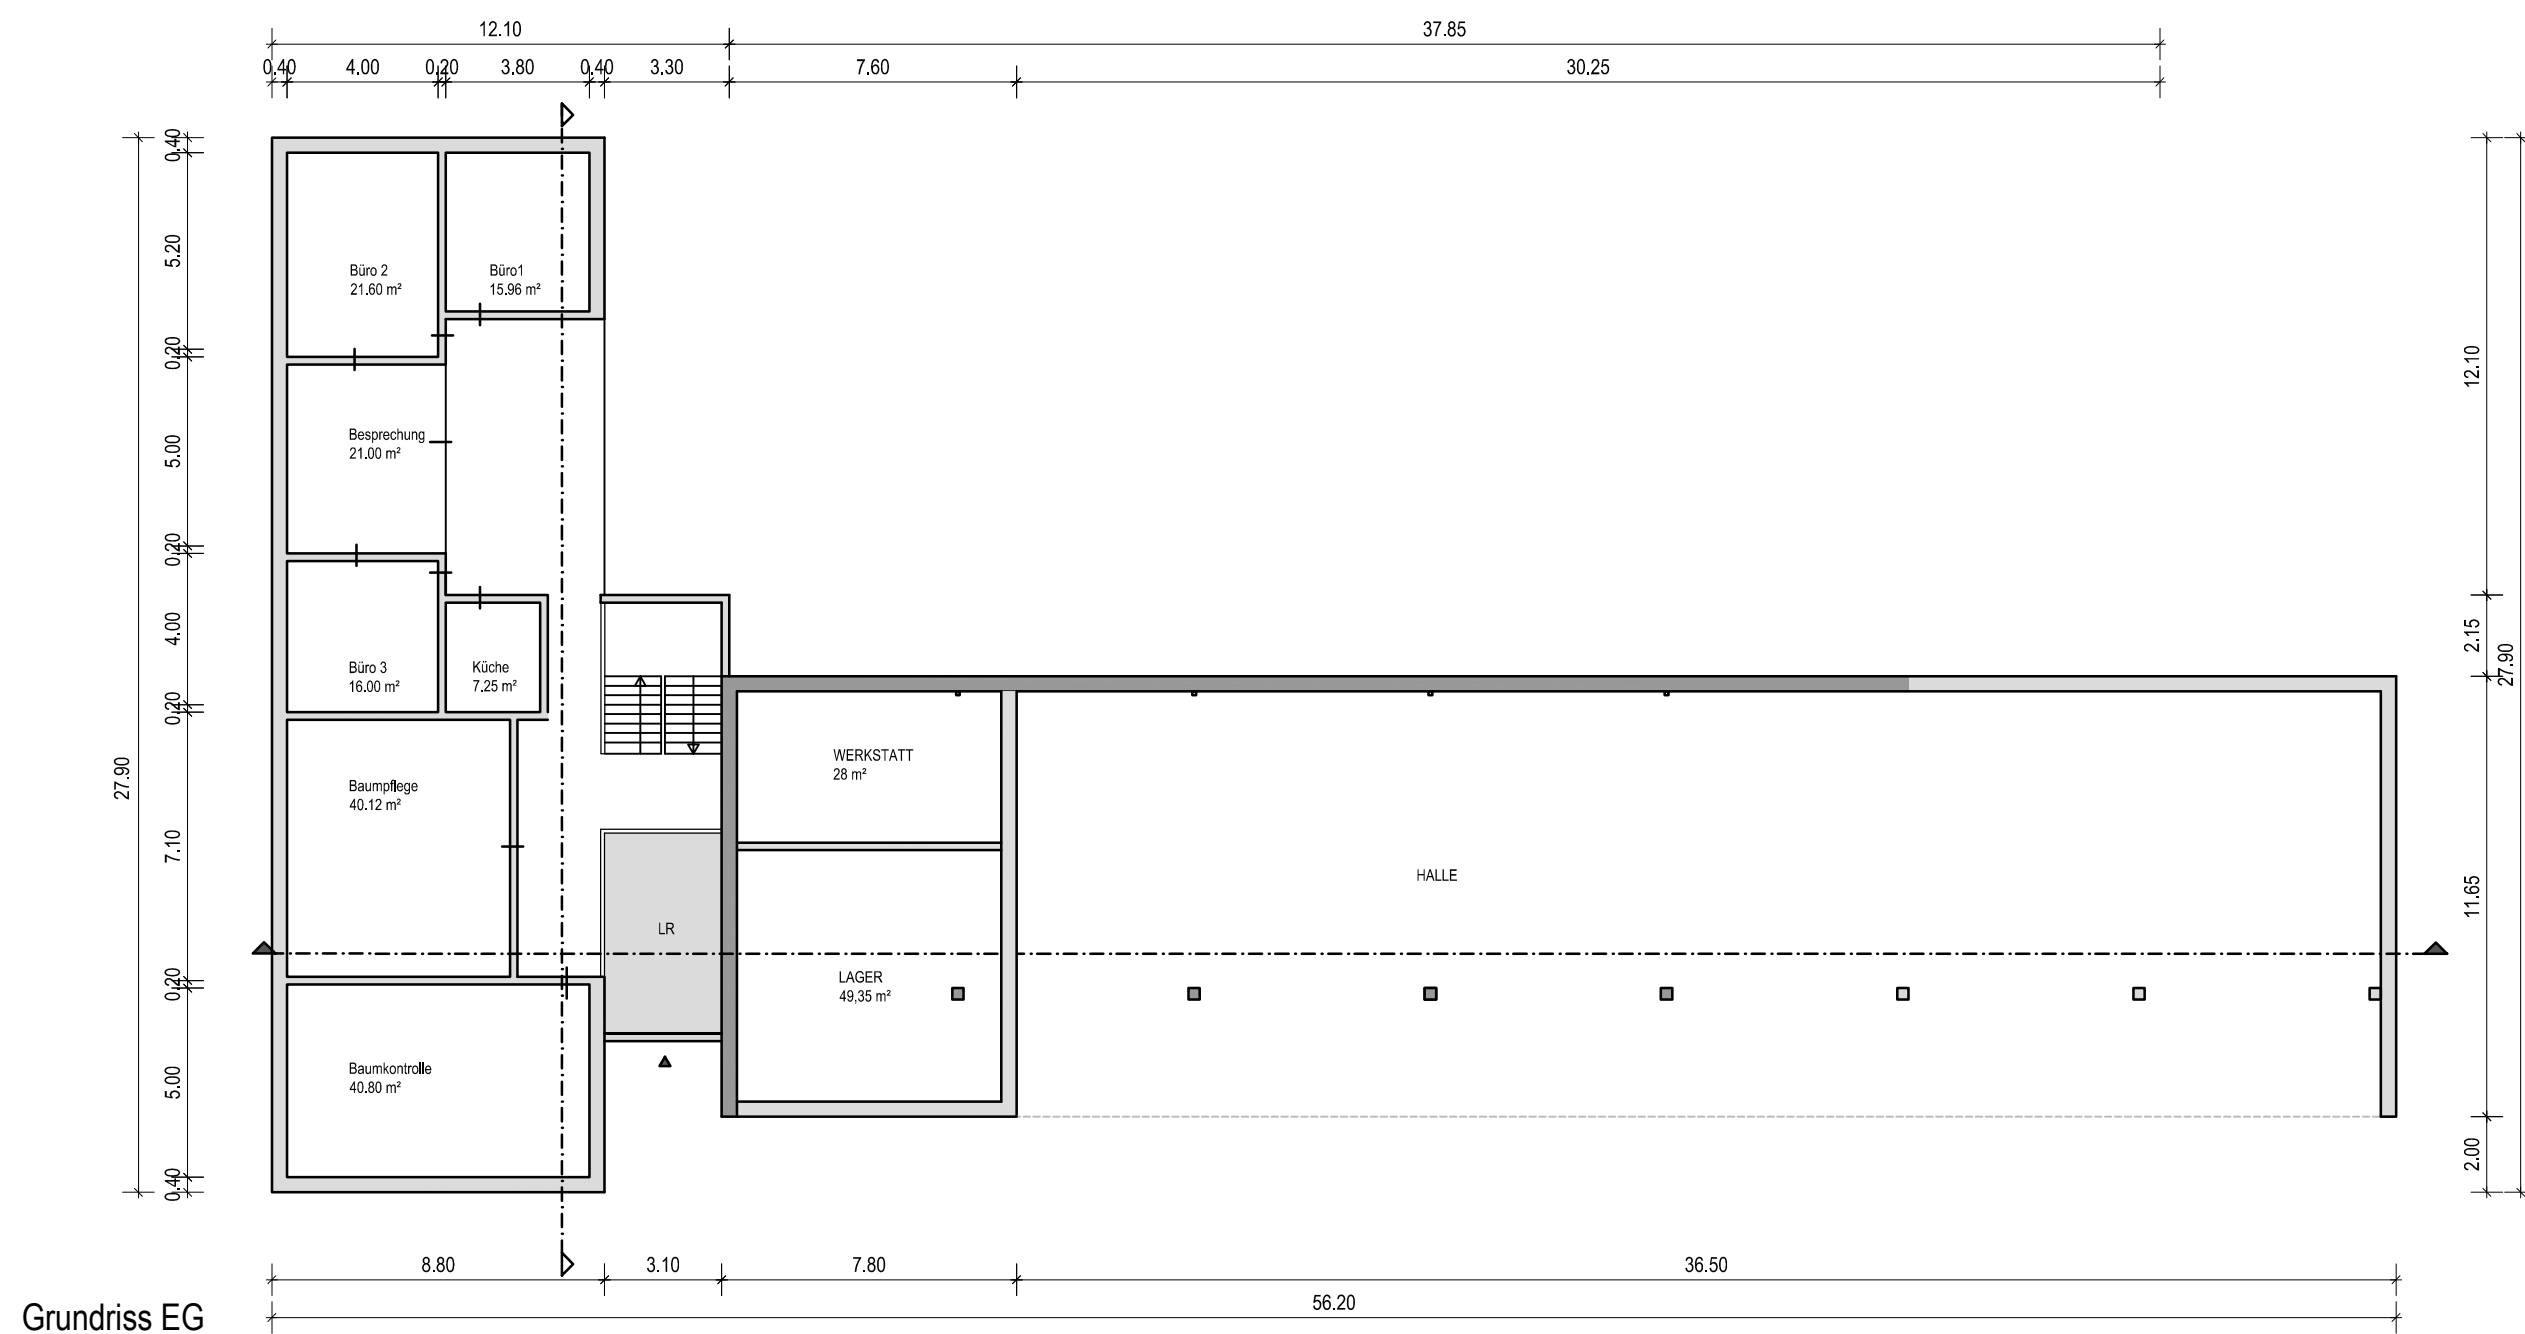 12.10
37.85
0.40
4.00
0.20
3.80
0.40
3.30
7.60
30.25
0.40
5.20
0.20
5.00
0.20
4.00
0.20
7.10
0.20
5.00
0.40
27.90
Büro 2
21.60 m²
Büro1
15.96 m²
Besprechung
21.00 m²
Büro 3
16.00 m²
Küche
7.25 m²
Baumpflege
40.12 m²
Baumkontrolle
40.80 m²
LR
WERKSTATT
28 m²
LAGER
49,35 m²
HALLE
12.10
2.15
27.90
11.65
2.00
8.80
3.10
7.80
36.50
56.20
Grundriss EG